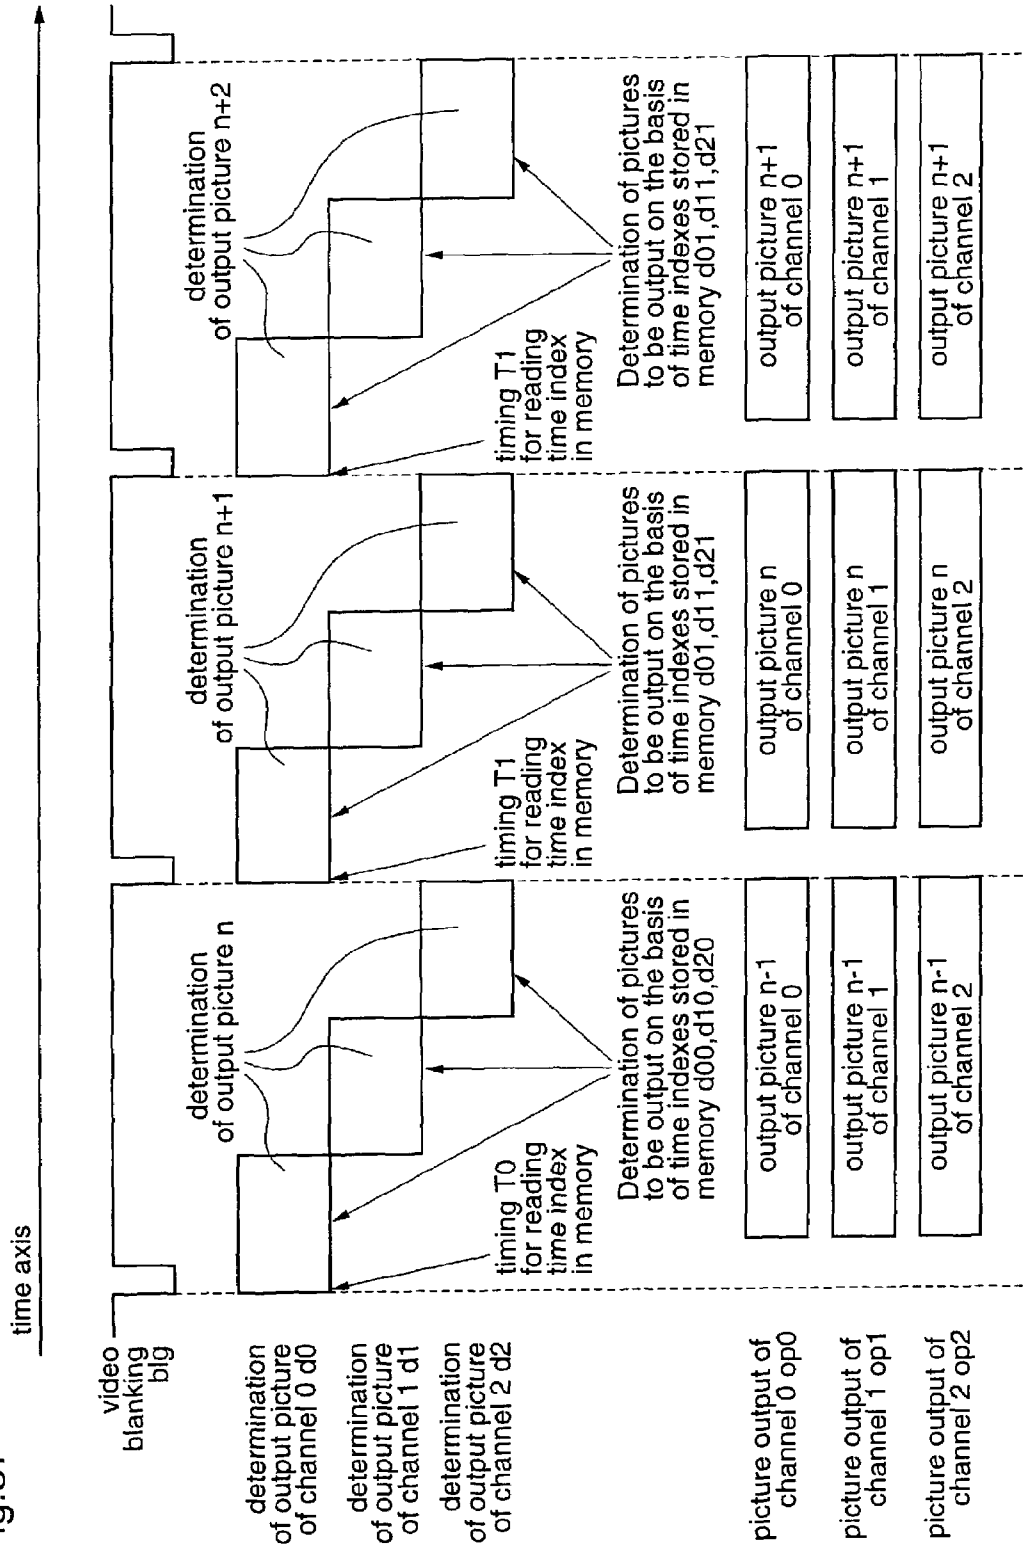 time axis
video
blanking
blg
determination
of output picture
of channel 0 d0
determination
of output picture
of channel 1 d1
determination
of output picture
of channel 2 d2
picture output of
channel 0 op0
picture output of
channel 1 op1
picture output of
channel 2 op2
determination
of output picture n
timing T0
for reading
time index
in memory
Determination of pictures
to be output on the basis
of time indexes stored in
memory d00,d10,d20
output picture n-1
of channel 0
output picture n-1
of channel 1
output picture n-1
of channel 2
determination
of output picture n+1
timing T1
for reading
time index
in memory
Determination of pictures
to be output on the basis
of time indexes stored in
memory d01,d11,d21
output picture n
of channel 0
output picture n
of channel 1
output picture n
of channel 2
determination
of output picture n+2
timing T1
for reading
time index
in memory
Determination of pictures
to be output on the basis
of time indexes stored in
memory d01,d11,d21
output picture n+1
of channel 0
output picture n+1
of channel 1
output picture n+1
of channel 2